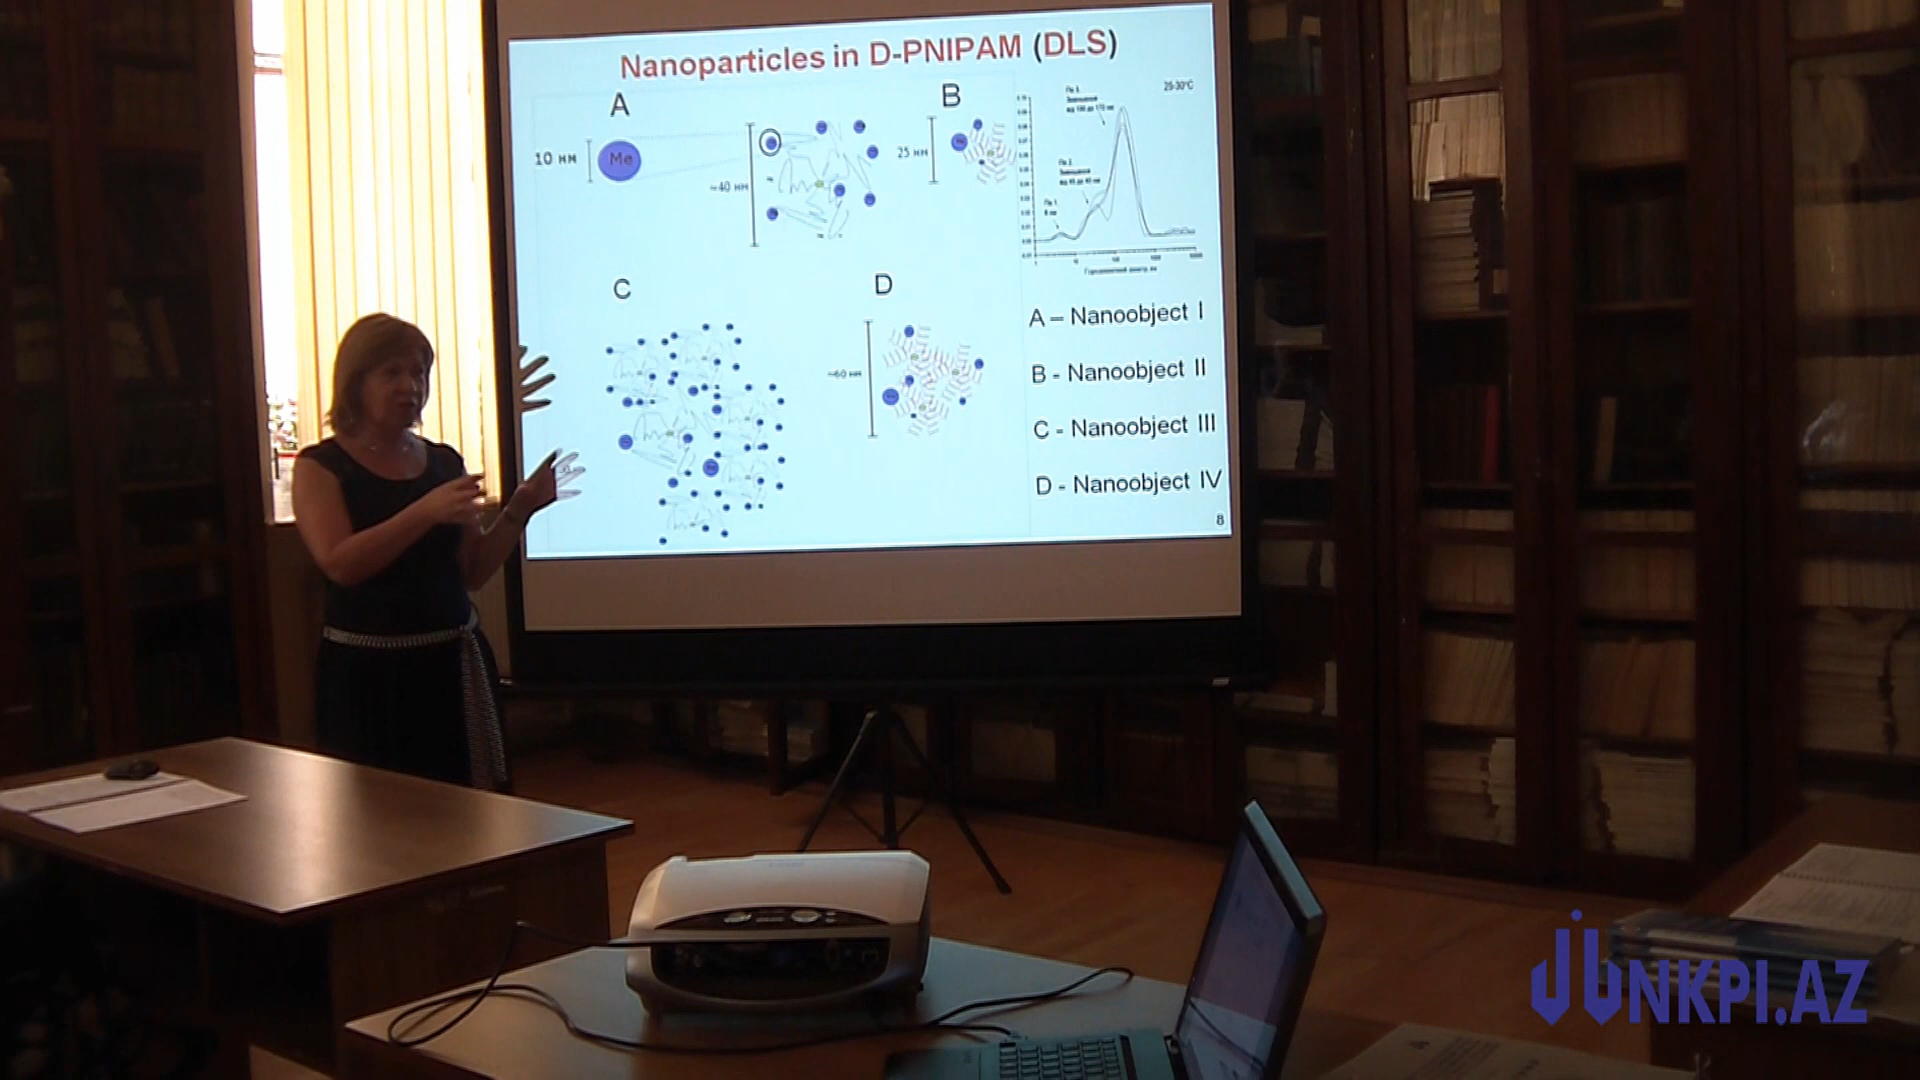 Nanoparticles in D-PNIPAM (DLS)
A
10 нм
Me
~40 нм
B
25 нм
25-30°C
C
D
~60 нм
A – Nanoobject I
B - Nanoobject II
C - Nanoobject III
D - Nanoobject IV
8
NKPI.AZ